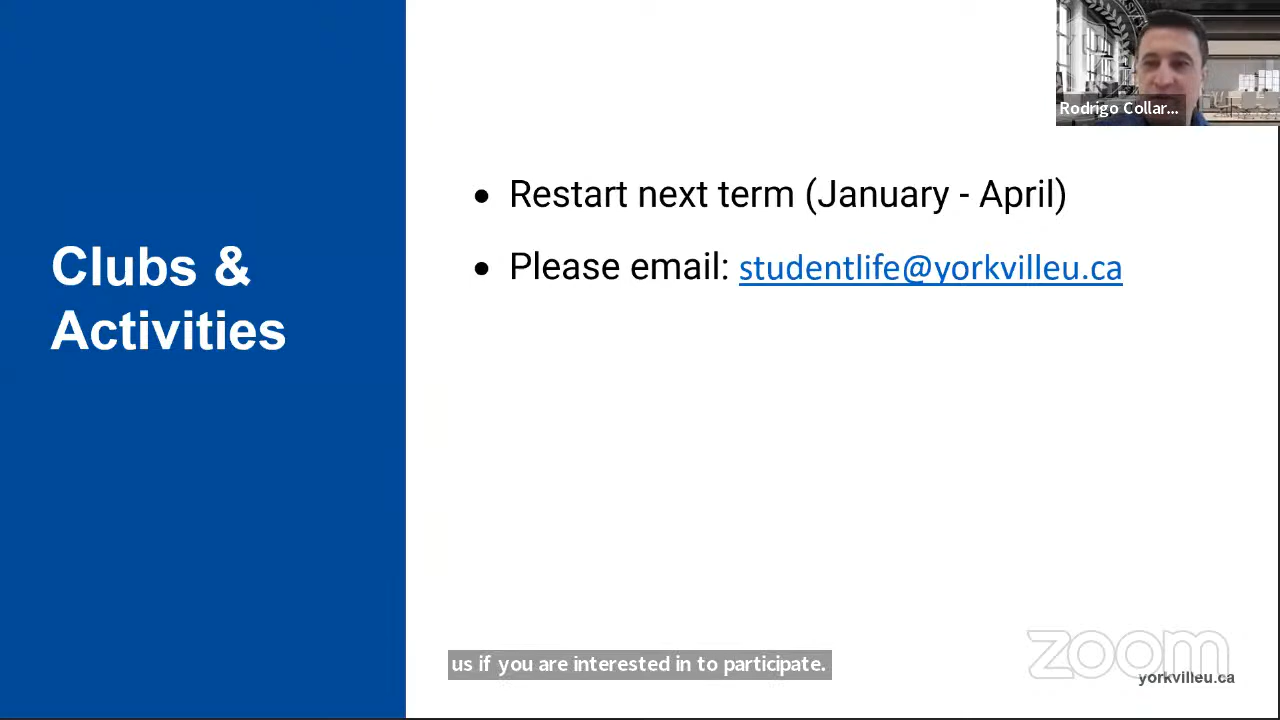 Rodrigo Collar...
Clubs &
Activities
• Restart next term (January - April)
• Please email: studentlife@yorkvilleu.ca
us if you are interested in to participate.
zoom
yorkvilleu.ca